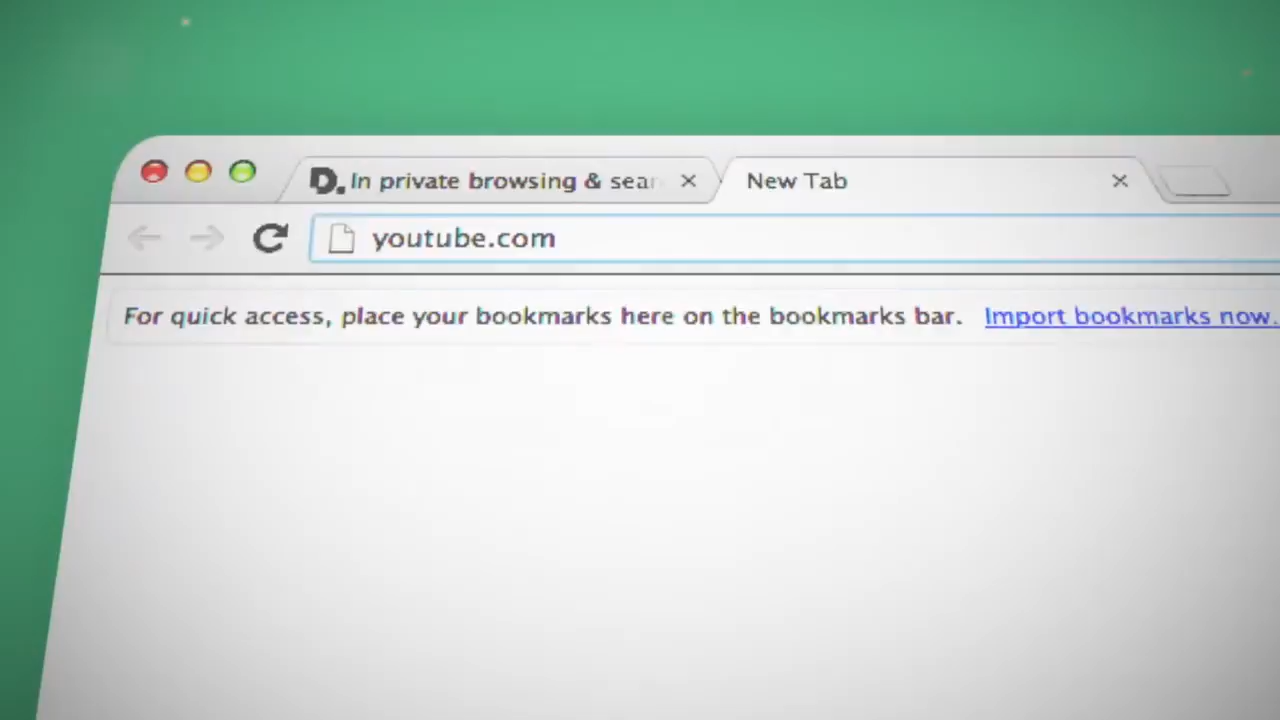 D. In private browsing & sear
New Tab
youtube.com
For quick access, place your bookmarks here on the bookmarks bar. Import bookmarks now.